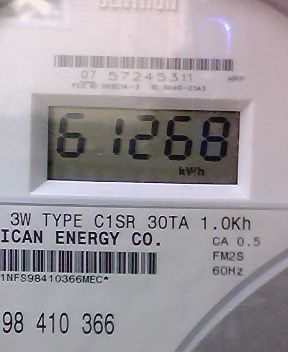 CENTRON
07 57245311 HPP
61268
kWh
3W TYPE C1SR 30TA 1.0Kh
ICAN ENERGY CO.
CA 0.5
FM2S
60Hz
1NFS98410366MEC*
98 410 366